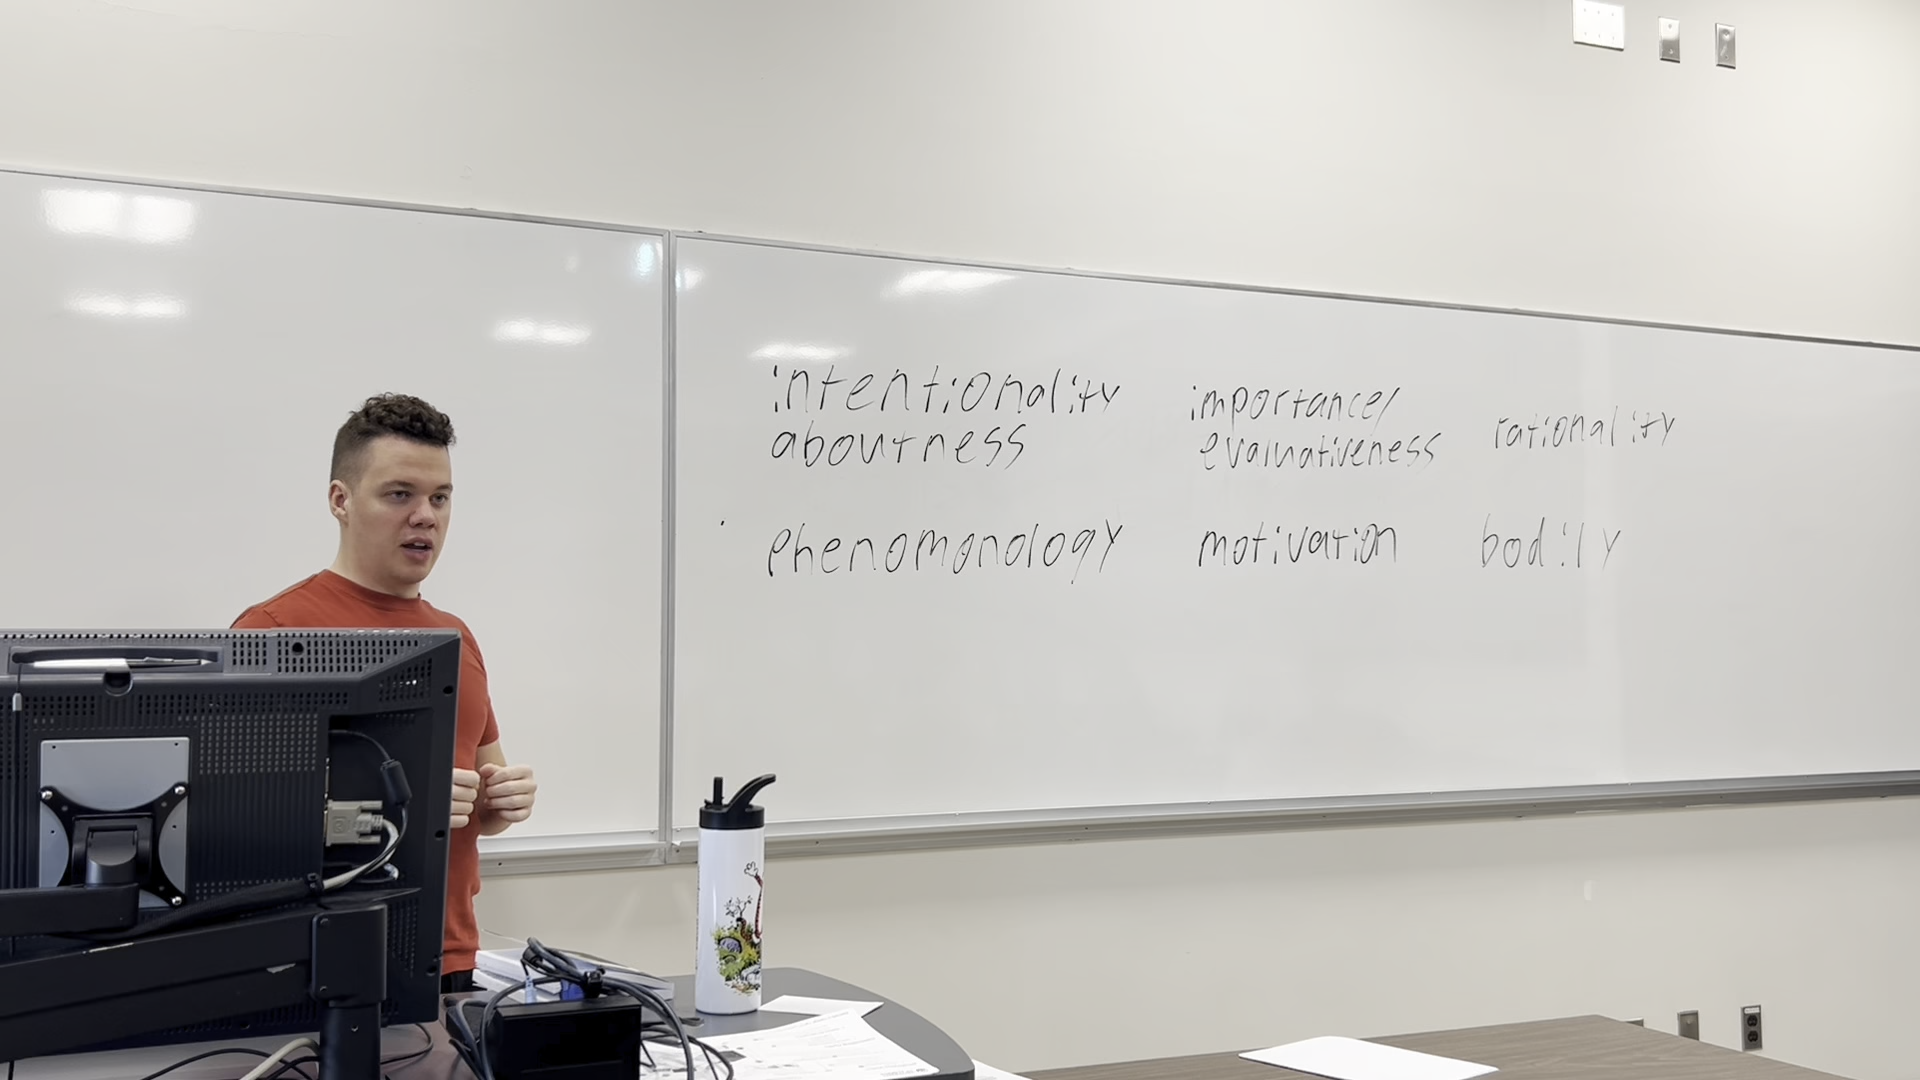 intentionality
aboutness
importance/
evaluativeness
rationality
phenomonology
motivation
bodily